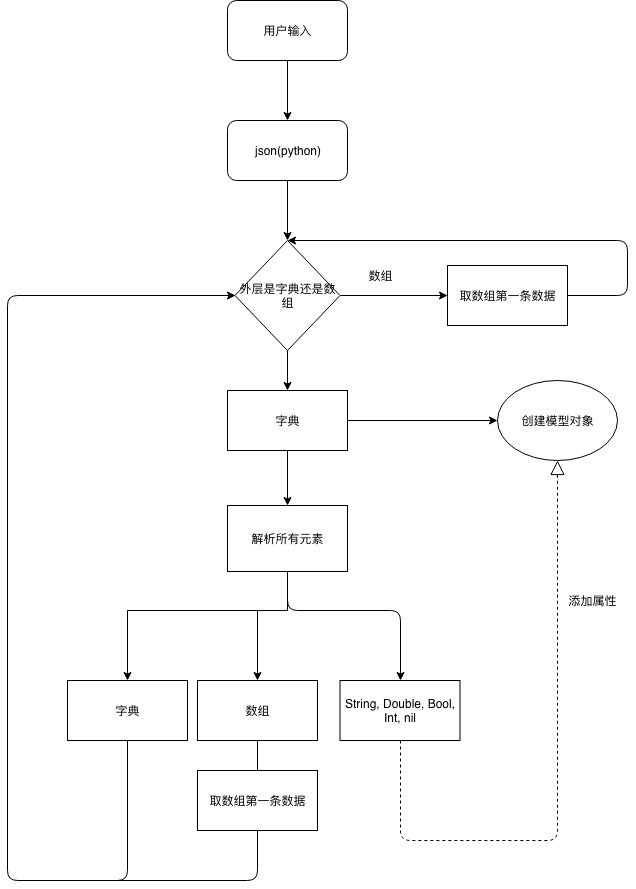 用户输入
json(python)
数组
外层是字典还是数
组
取数组第一条数据
字典
创建模型对象
解析所有元素
添加属性
字典
数组
String, Double, Bool,
Int, nil
取数组第一条数据